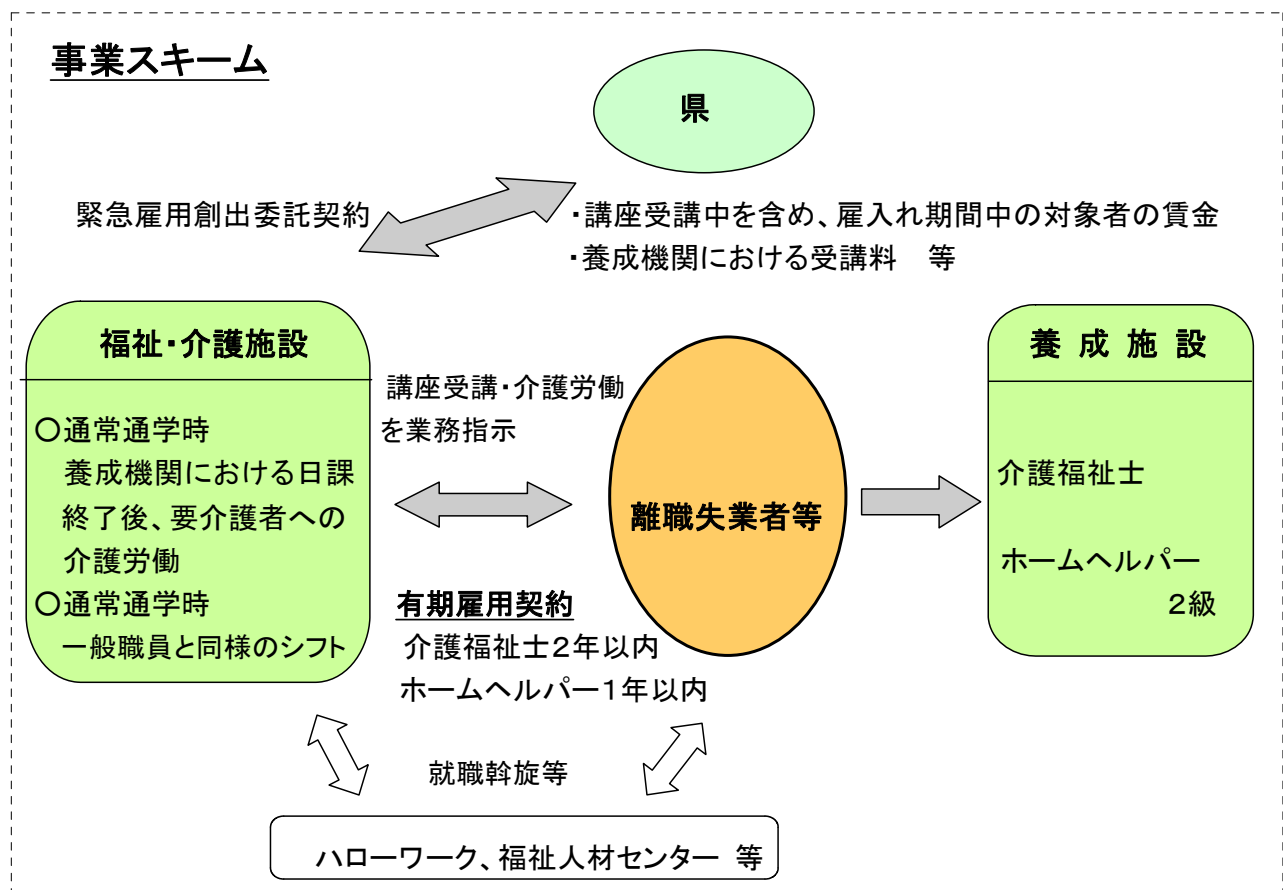 事業スキーム
県
緊急雇用創出委託契約
・講座受講中を含め、雇入れ期間中の対象者の賃金
・養成機関における受講料　等
福祉・介護施設
○通常通学時
養成機関における日課
終了後、要介護者への
介護労働
○通常通学時
一般職員と同様のシフト
講座受講・介護労働
を業務指示
離職失業者等
有期雇用契約
介護福祉士２年以内
ホームヘルパー１年以内
養 成 施 設
介護福祉士
ホームヘルパー
２級
就職斡旋等
ハローワーク、福祉人材センター 等